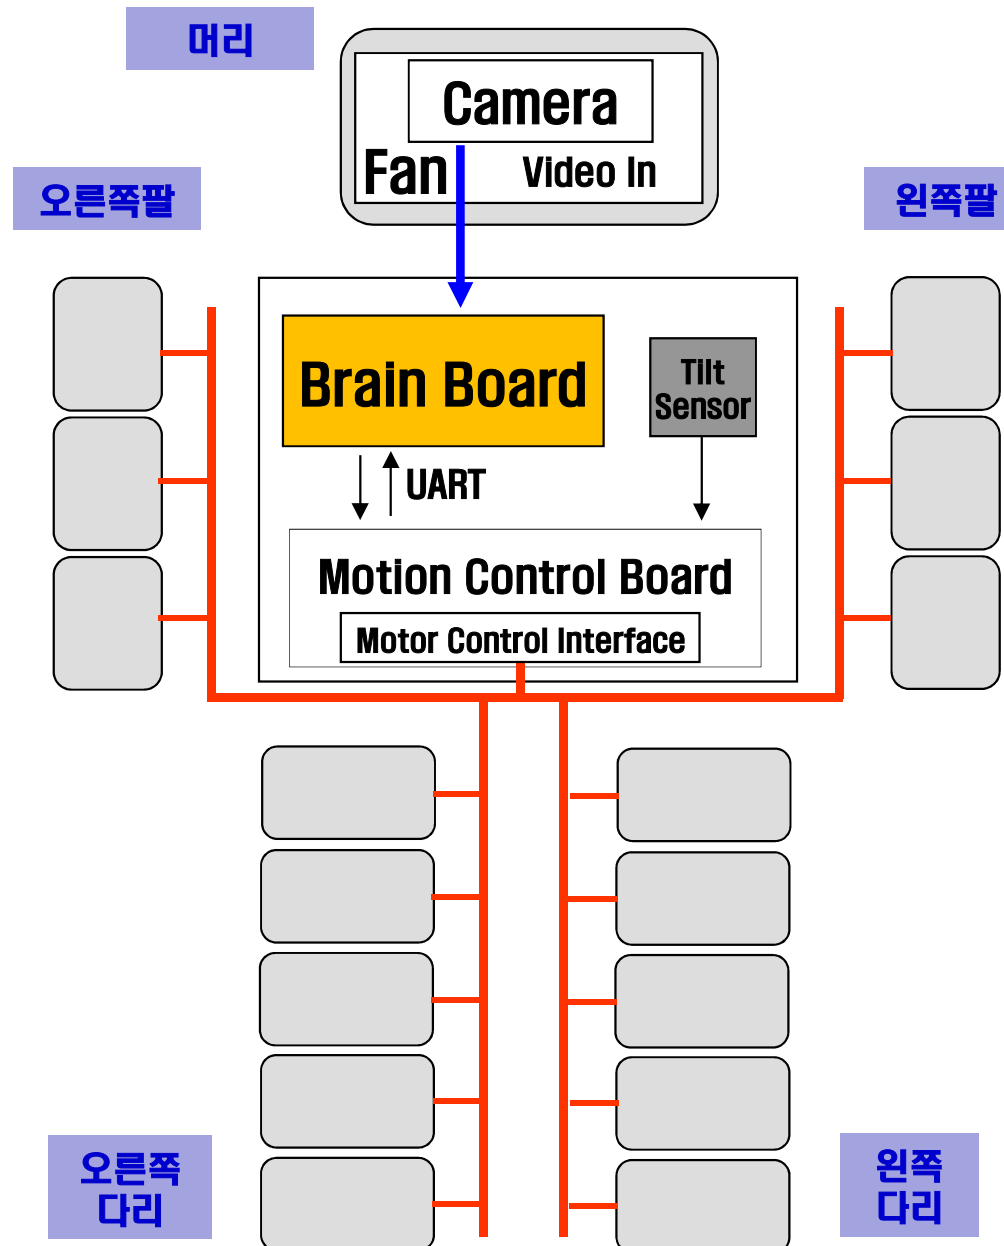 머리
Camera
Fan
Video In
오른쪽팔
왼쪽팔
Brain Board
Tilt
Sensor
UART
Motion Control Board
Motor Control Interface
오른쪽
다리
왼쪽
다리